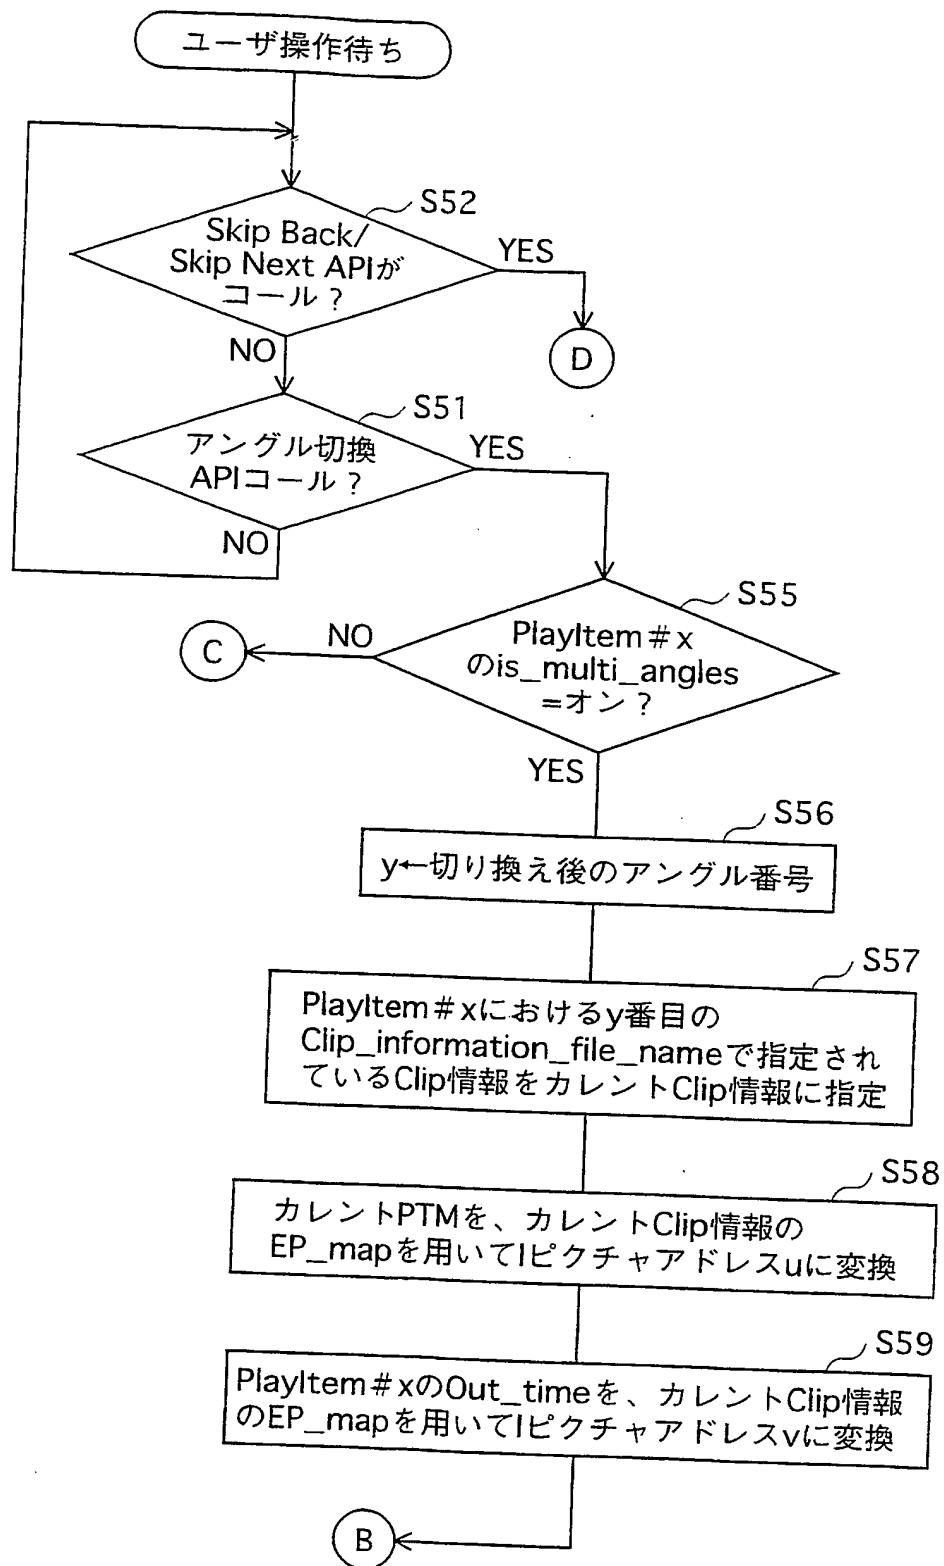 ユーザ操作待ち
S52
Skip Back/
Skip Next APIが
コール？
YES
NO
D
S51
アングル切換
APIコール？
YES
NO
S55
PlayItem#x
のis_multi_angles
=オン？
NO
C
YES
S56
y←切り換え後のアングル番号
S57
PlayItem#xにおけるy番目の
Clip_information_file_nameで指定され
ているClip情報をカレントClip情報に指定
S58
カレントPTMを、カレントClip情報の
EP_mapを用いてIピクチャアドレスuに変換
S59
PlayItem#xのOut_timeを、カレントClip情報
のEP_mapを用いてIピクチャアドレスvに変換
B